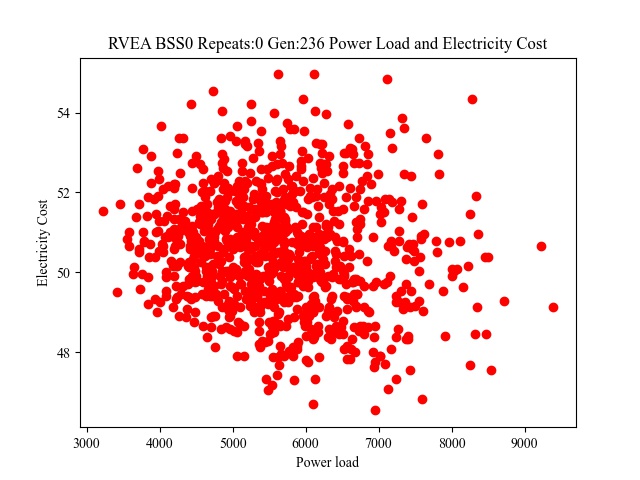 RVEA BSS0 Repeats:0 Gen:236 Power Load and Electricity Cost
54
52
50
48
Electricity Cost
3000 4000 5000 6000 7000 8000 9000
Power load